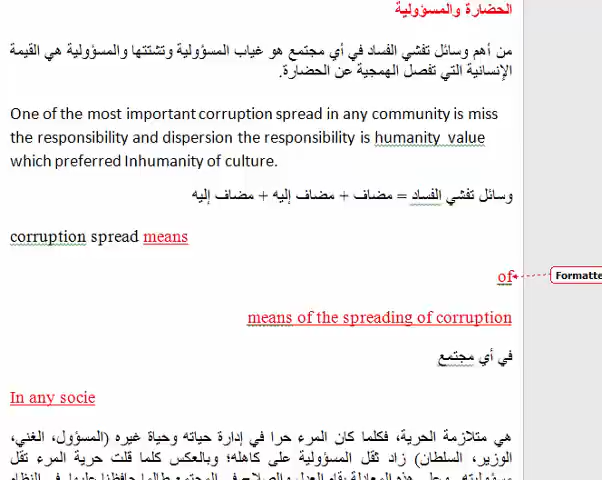 الحضارة والمسؤولية
من أهم وسائل تفشي الفساد في أي مجتمع هو غياب المسؤولية وتشتتها والمسؤولية هي القيمة
الإنسانية التي تفصل الهمجية عن الحضارة.
One of the most important corruption spread in any community is miss
the responsibility and dispersion the responsibility is humanity value
which preferred Inhumanity of culture.
وسائل تفشي الفساد = مضاف + مضاف إليه + مضاف إليه
corruption spread means
of
Formatte
means of the spreading of corruption
في أي مجتمع
In any socie
هي متلازمة الحرية، فكلما كان المرء حرا في إدارة حياته وحياة غيره (المسؤول، الغني،
الوزير، السلطان) زاد ثقل المسؤولية على كاهله؛ وبالعكس كلما قلت حرية المرء تقل